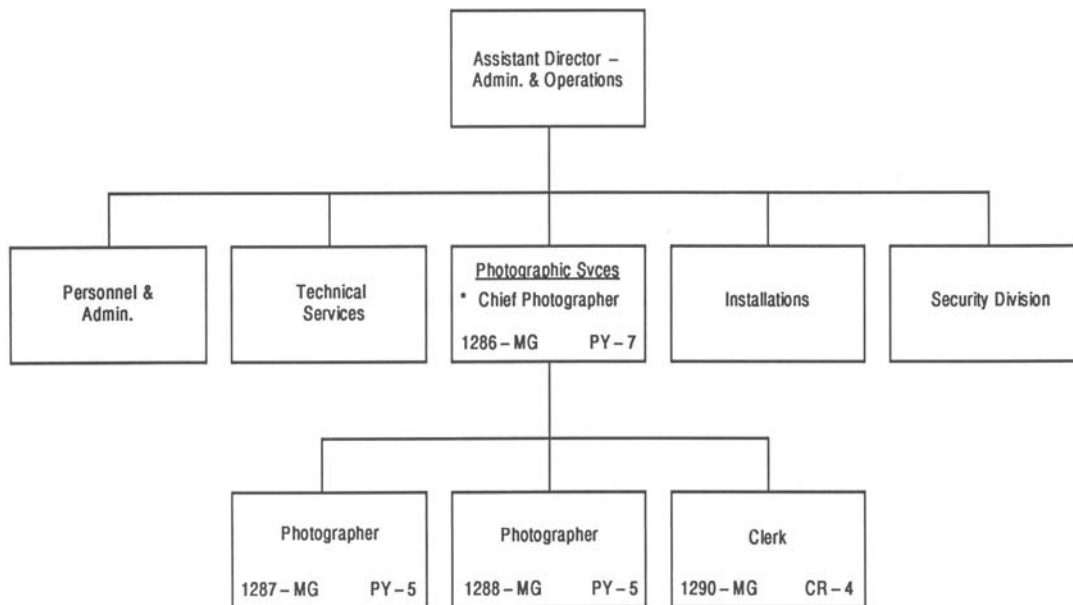 Assistant Director –
Admin. & Operations
Personnel &
Admin.
Technical
Services
Photographic Svces
* Chief Photographer
1286 – MG PY – 7
Installations
Security Division
Photographer
1287 – MG PY – 5
Photographer
1288 – MG PY – 5
Clerk
1290 – MG CR – 4